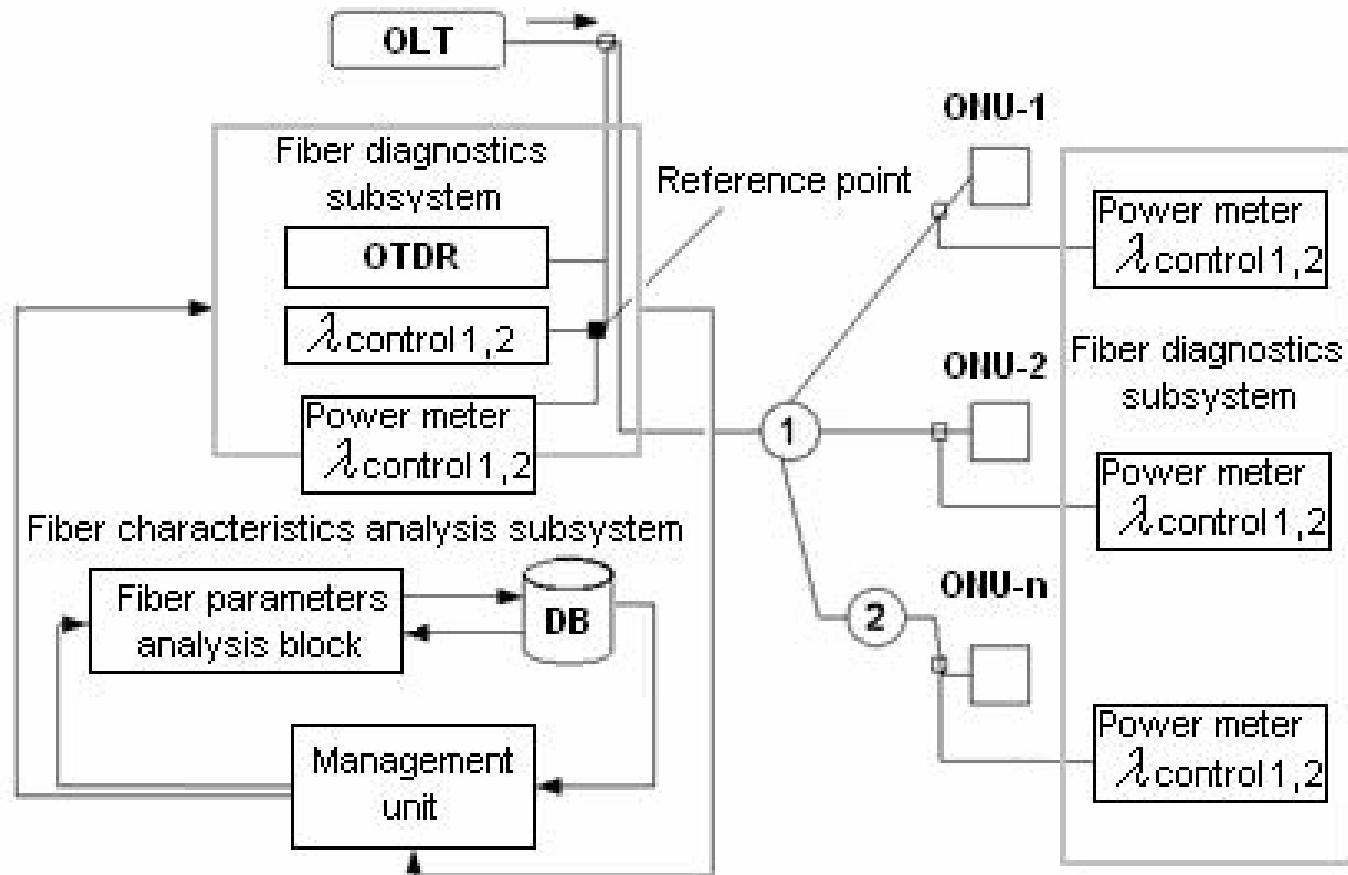 OLT
Fiber diagnostics
subsystem
OTDR
λcontrol 1,2
Power meter
λcontrol 1,2
Reference point
Fiber characteristics analysis subsystem
Fiber parameters
analysis block
DB
Management
unit
1
2
ONU-1
ONU-2
ONU-n
Power meter
λcontrol 1,2
Fiber diagnostics
subsystem
Power meter
λcontrol 1,2
Power meter
λcontrol 1,2